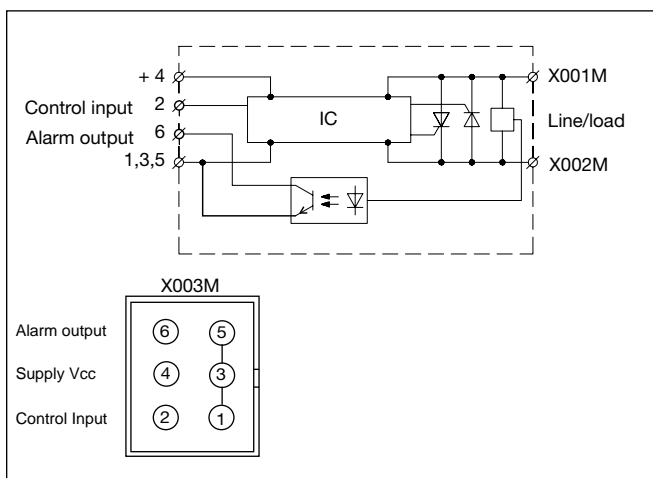 + 4
X001M
Control input 2
IC
Line/load
Alarm output 6
1,3,5
X002M
X003M
Alarm output 6 5
Supply Vcc 4 3
Control Input 2 1